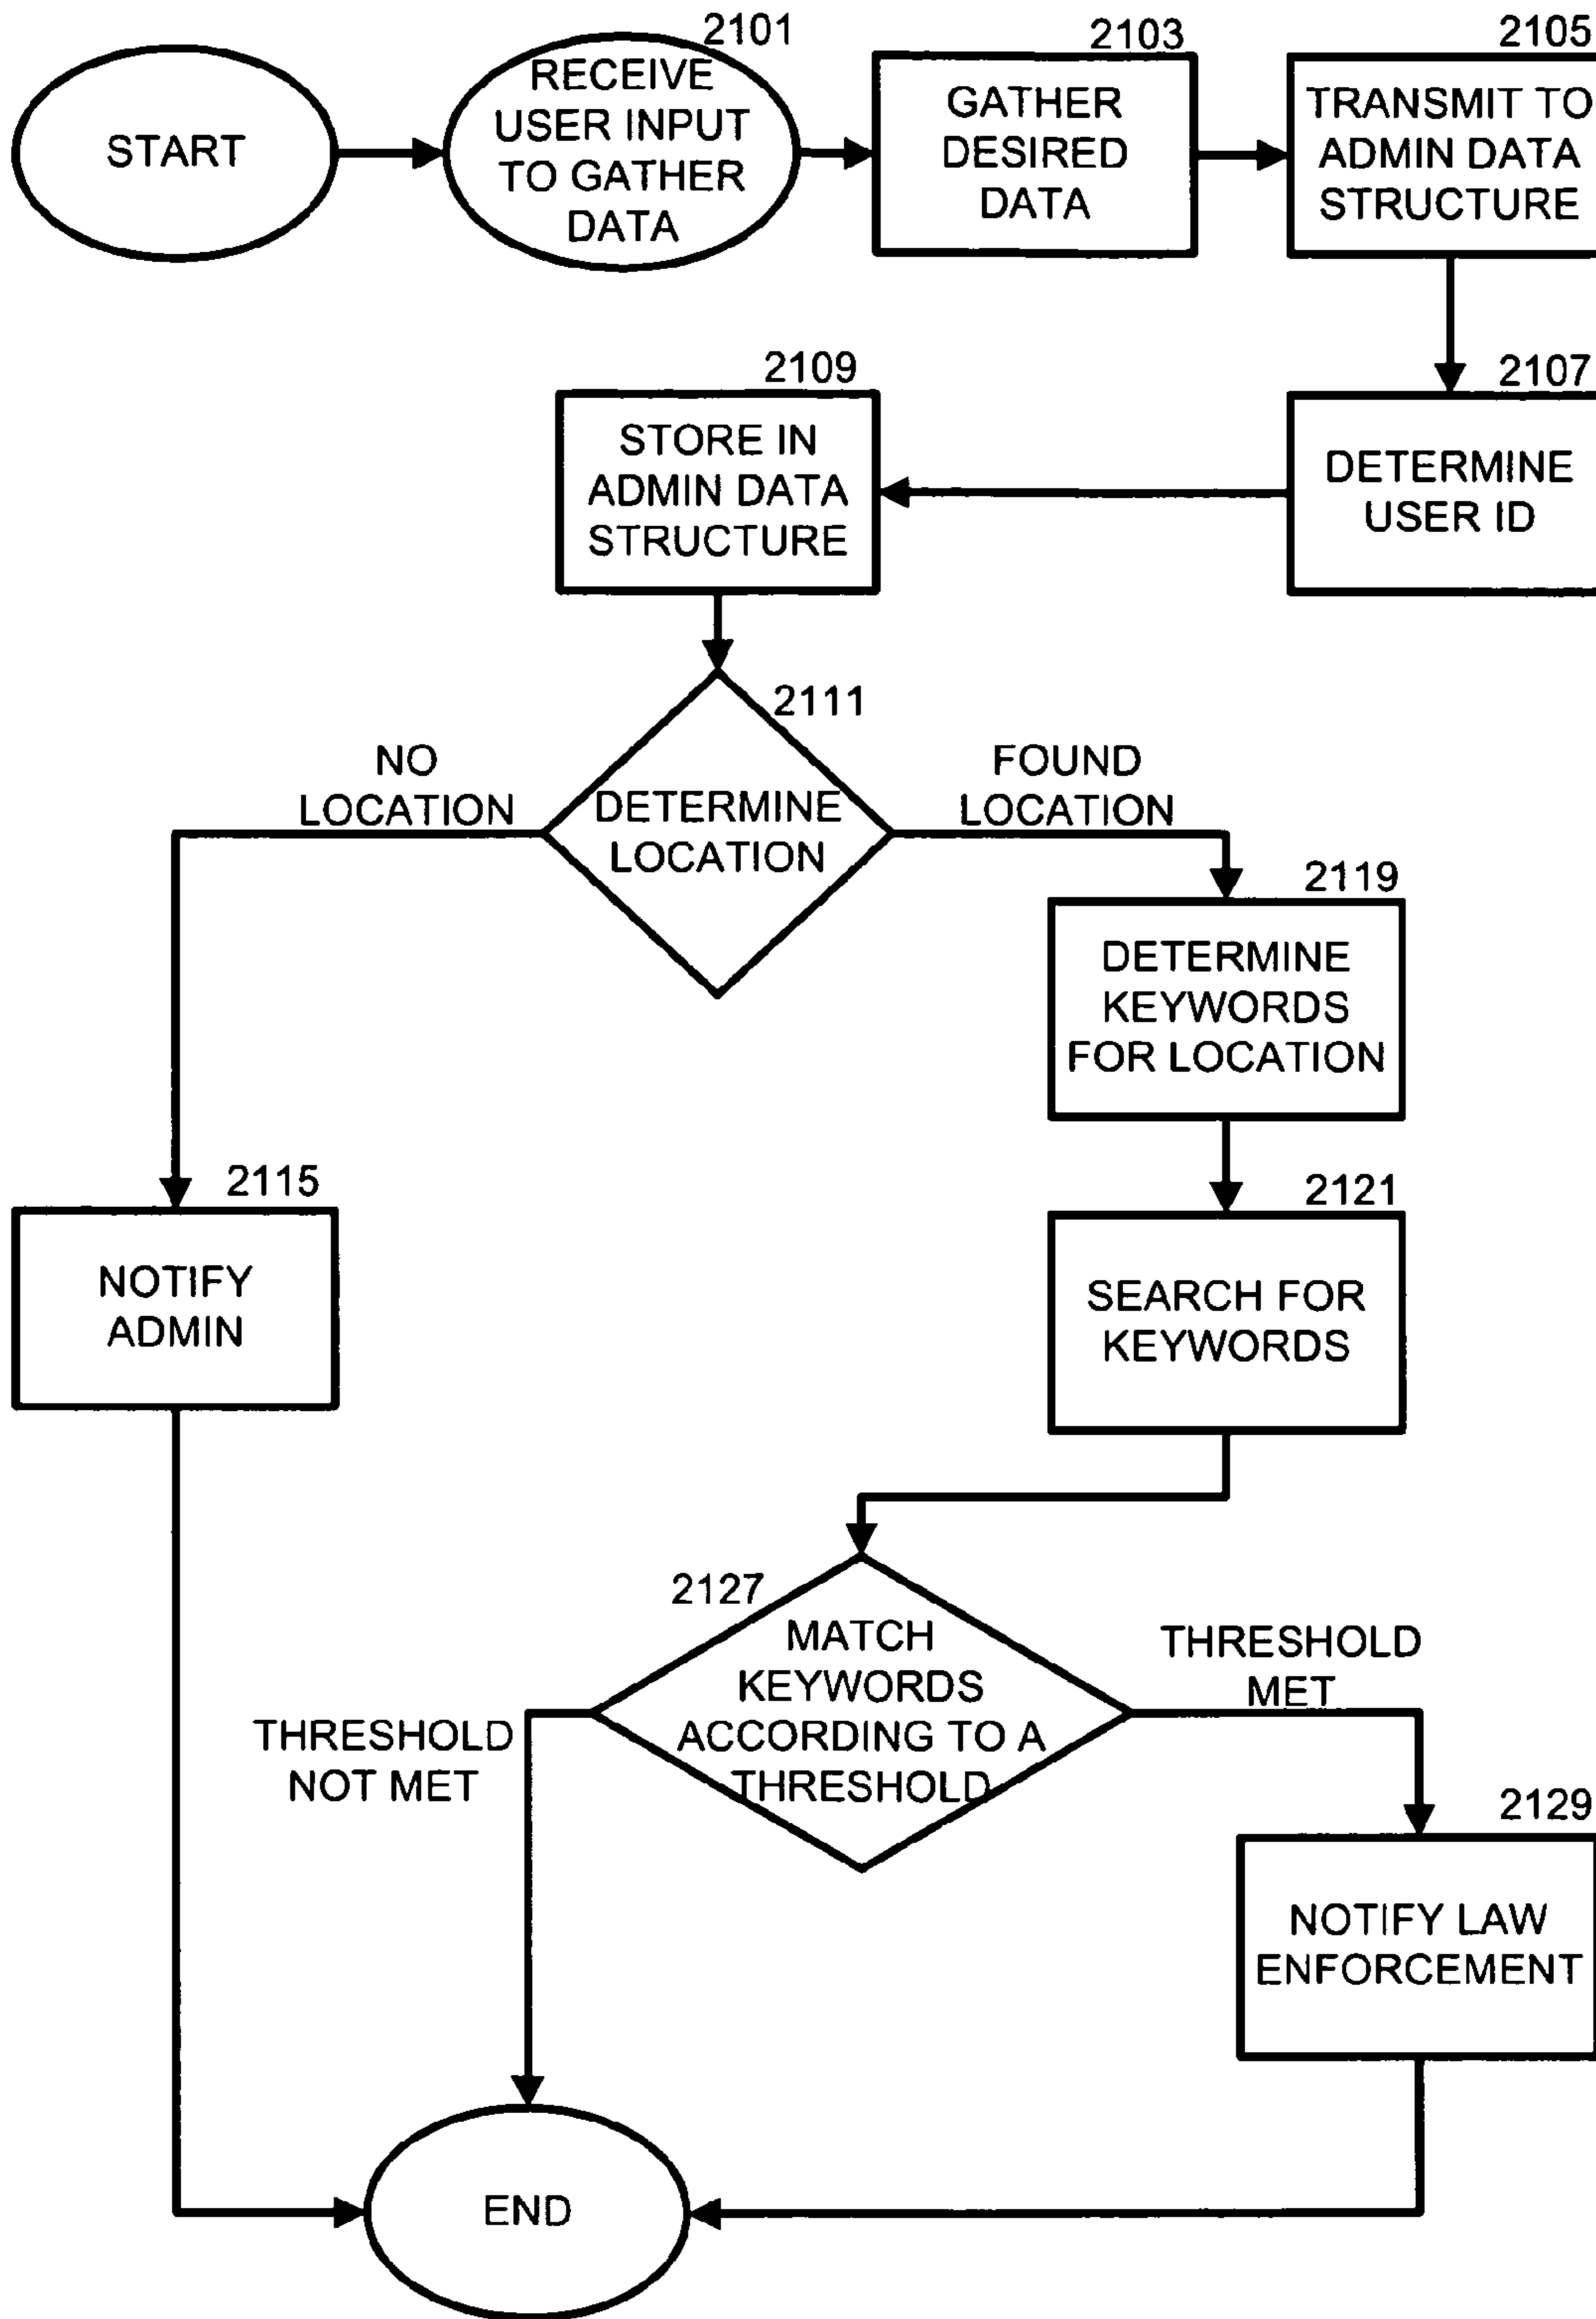 START
2101
RECEIVE
USER INPUT
TO GATHER
DATA
2103
GATHER
DESIRED
DATA
2105
TRANSMIT TO
ADMIN DATA
STRUCTURE
2107
DETERMINE
USER ID
2109
STORE IN
ADMIN DATA
STRUCTURE
2111
DETERMINE
LOCATION
NO
LOCATION
FOUND
LOCATION
2119
DETERMINE
KEYWORDS
FOR LOCATION
2115
NOTIFY
ADMIN
2121
SEARCH FOR
KEYWORDS
2127
MATCH
KEYWORDS
ACCORDING TO A
THRESHOLD
THRESHOLD
MET
THRESHOLD
NOT MET
2129
NOTIFY LAW
ENFORCEMENT
END